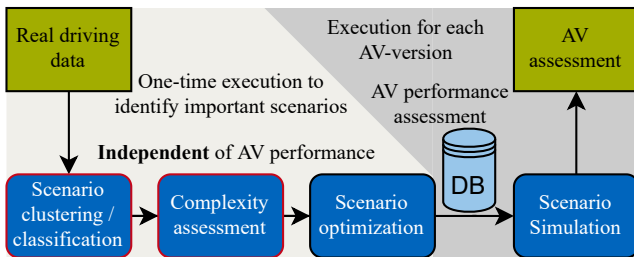 Real driving
data
Execution for each
AV-version
AV
assessment
One-time execution to
identify important scenarios
AV performance
assessment
Independent of AV performance
DB
Scenario
clustering /
classification
Complexity
assessment
Scenario
optimization
Scenario
Simulation